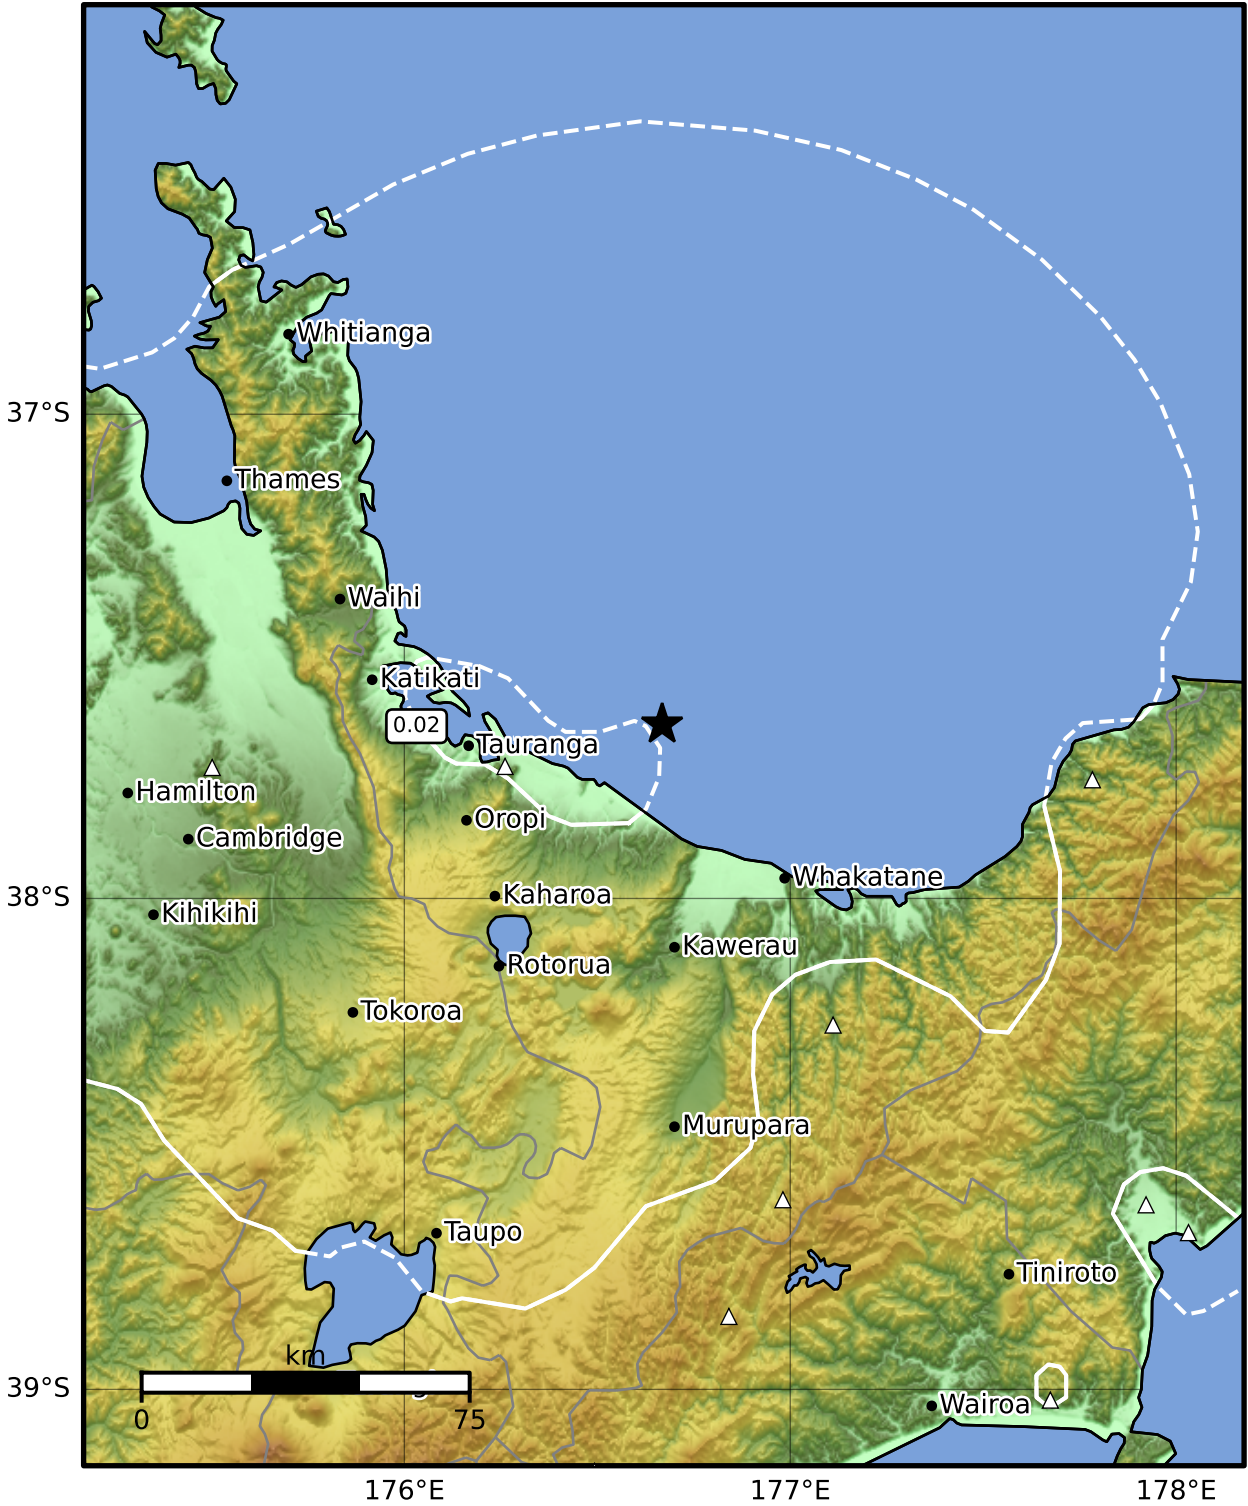 Whitianga
37°S
Thames
Waihi
Katikati
0.02
Tauranga
Hamilton
Oropi
Cambridge
Whakatane
Kaharoa
38°S
Kihikihi
Kawerau
Rotorua
Tokoroa
Murupara
Taupo
Tiniroto
km
39°S
Wairoa
0
75
176°E
177°E
178°E